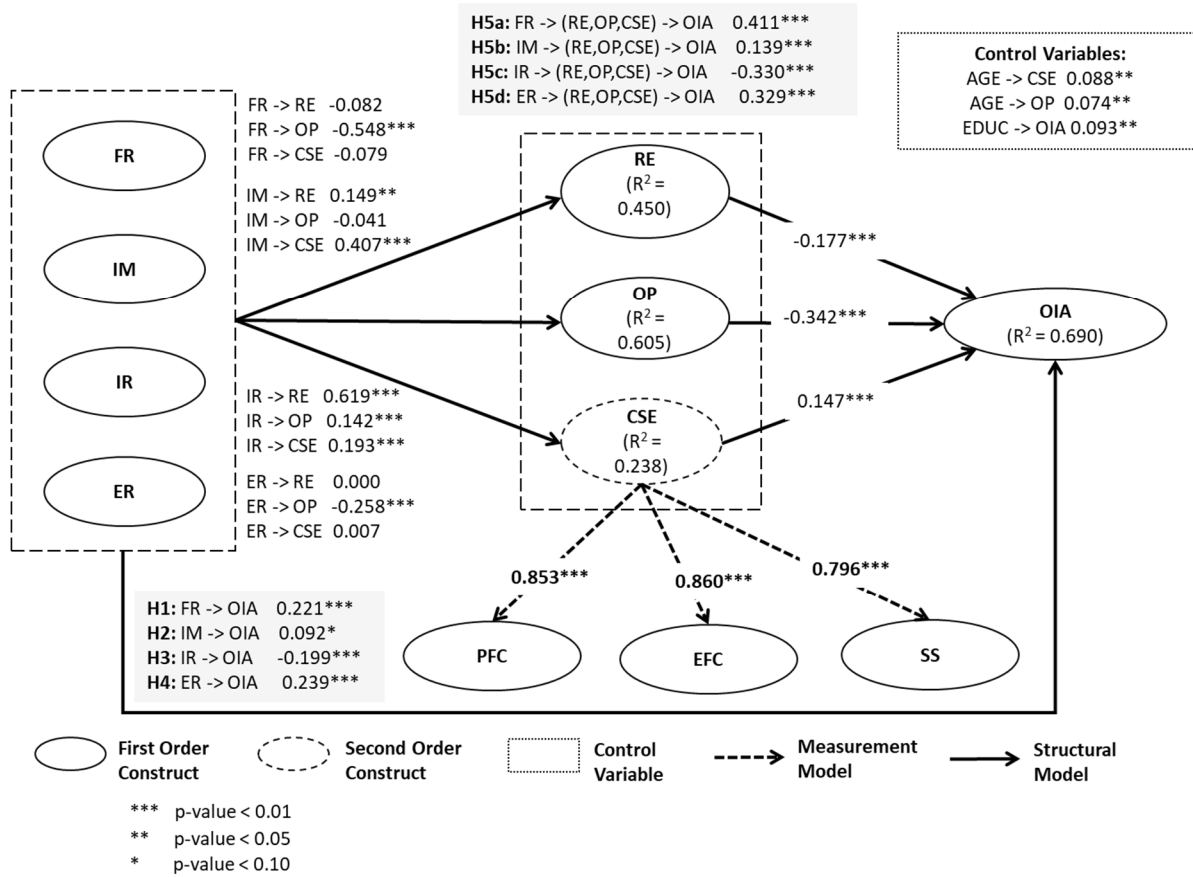 H5a: FR -> (RE,OP,CSE) -> OIA 0.411***
H5b: IM -> (RE,OP,CSE) -> OIA 0.139***
H5c: IR -> (RE,OP,CSE) -> OIA -0.330***
H5d: ER -> (RE,OP,CSE) -> OIA 0.329***
Control Variables:
AGE -> CSE 0.088**
AGE -> OP 0.074**
EDUC -> OIA 0.093**
FR
IM
IR
ER
FR -> RE -0.082
FR -> OP -0.548***
FR -> CSE -0.079
IM -> RE 0.149**
IM -> OP -0.041
IM -> CSE 0.407***
IR -> RE 0.619***
IR -> OP 0.142***
IR -> CSE 0.193***
ER -> RE 0.000
ER -> OP -0.258***
ER -> CSE 0.007
RE
(R² =
0.450)
OP
(R² =
0.605)
CSE
(R² =
0.238)
-0.177***
-0.342***
0.147***
OIA
(R² = 0.690)
0.853***
0.860***
0.796***
PFC
EFC
SS
H1: FR -> OIA 0.221***
H2: IM -> OIA 0.092*
H3: IR -> OIA -0.199***
H4: ER -> OIA 0.239***
First Order
Construct
Second Order
Construct
Control
Variable
Measurement
Model
Structural
Model
*** p-value < 0.01
** p-value < 0.05
* p-value < 0.10